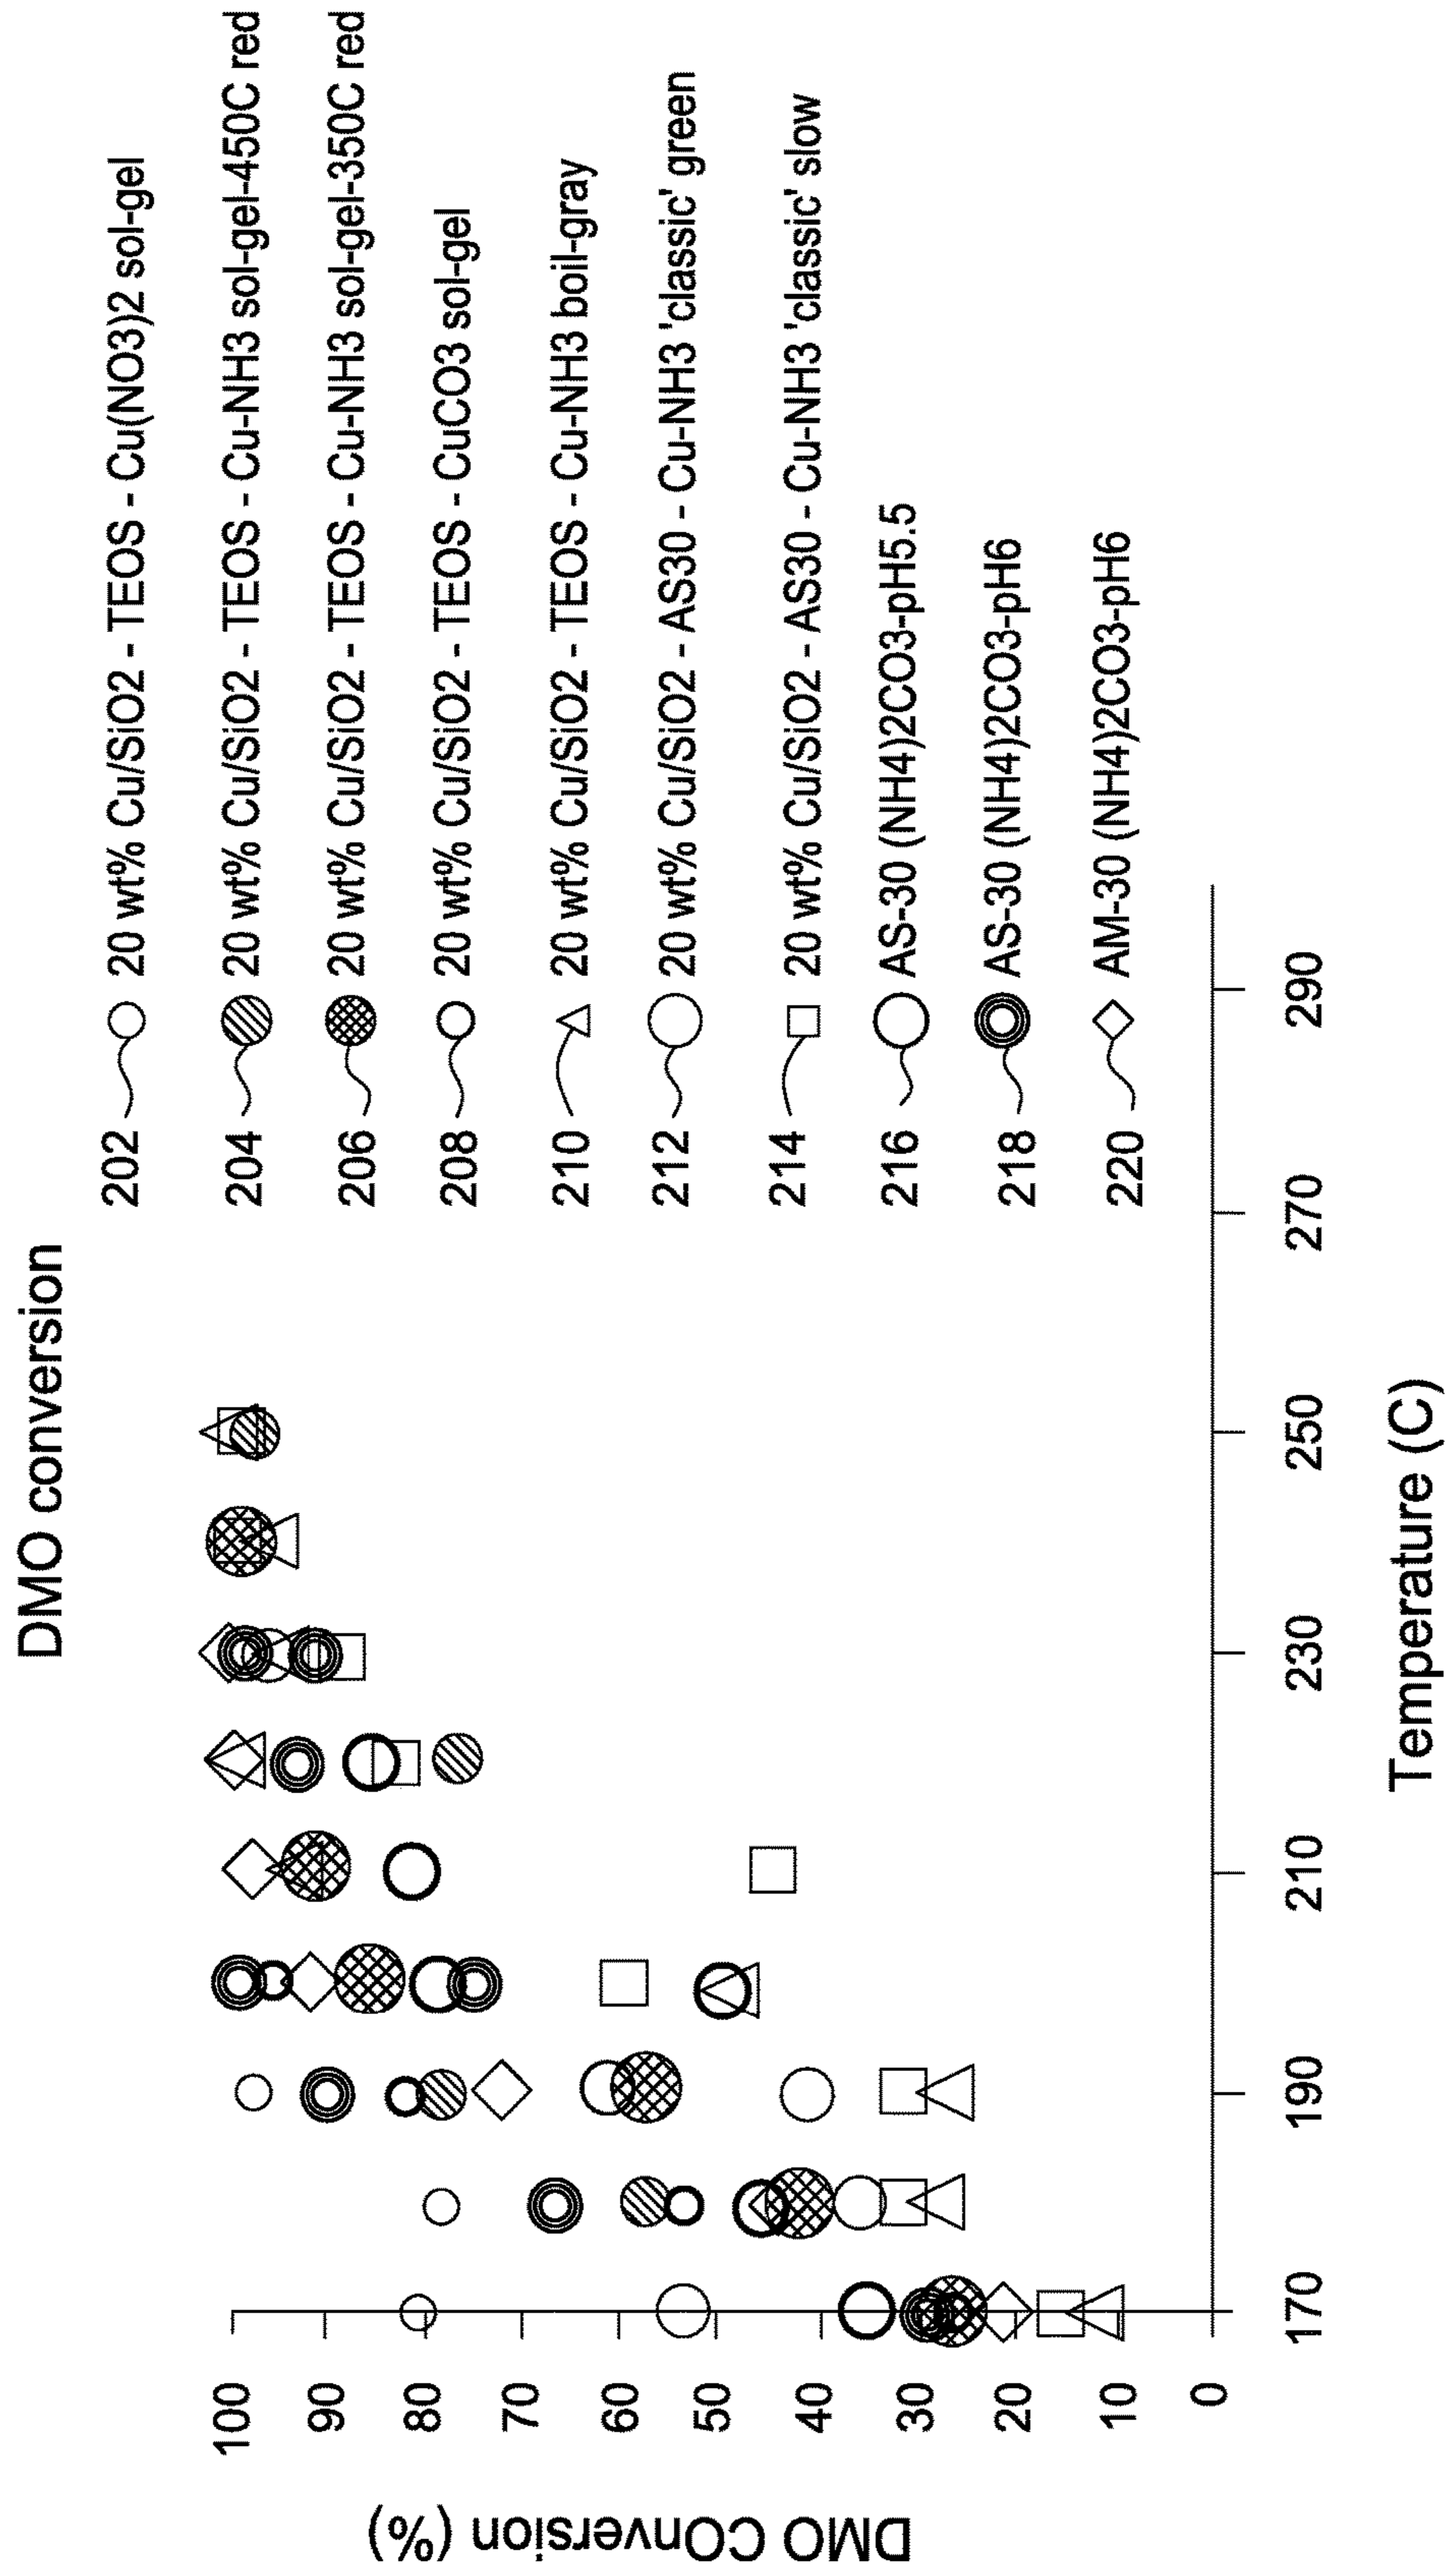 DMO conversion
202 20 wt% Cu/SiO2 - TEOS - Cu(NO3)2 sol-gel
204 20 wt% Cu/SiO2 - TEOS - Cu-NH3 sol-gel-450C red
206 20 wt% Cu/SiO2 - TEOS - Cu-NH3 sol-gel-350C red
208 20 wt% Cu/SiO2 - TEOS - CuCO3 sol-gel
210 20 wt% Cu/SiO2 - TEOS - Cu-NH3 boil-gray
212 20 wt% Cu/SiO2 - AS30 - Cu-NH3 'classic' green
214 20 wt% Cu/SiO2 - AS30 - Cu-NH3 'classic' slow
216 AS-30 (NH4)2CO3-pH5.5
218 AS-30 (NH4)2CO3-pH6
220 AM-30 (NH4)2CO3-pH6
DMO COnversion (%)
100
90
80
70
60
50
40
30
20
10
0
170 190 210 230 250 270 290
Temperature (C)